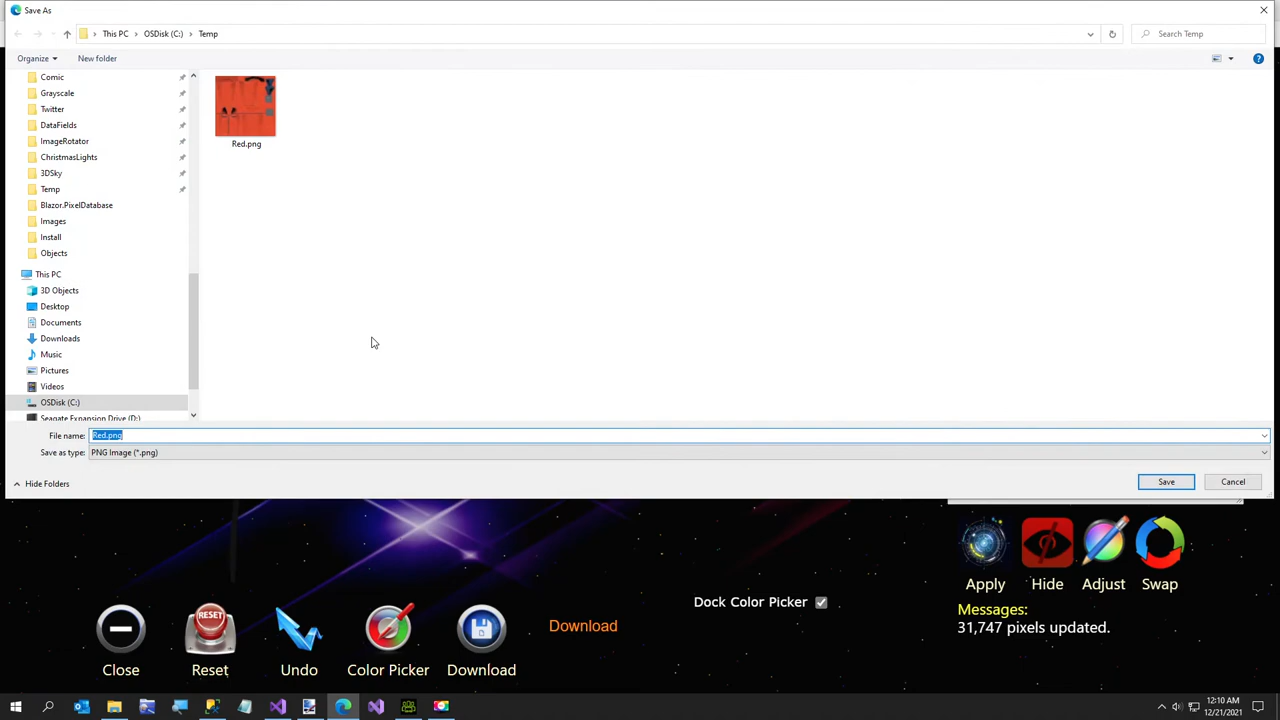 Save As
This PC
OSDisk (C:)
Temp
Search Temp
Organize
New folder
Comic
Grayscale
Twitter
DataFields
ImageRotator
ChristmasLights
3DSky
Temp
Blazor.PixelDatabase
Images
Install
Objects
This PC
3D Objects
Desktop
Documents
Downloads
Music
Pictures
Videos
OSDisk (C:)
Seagate Expansion Drive (D:)
Red.png
File name: Red.png
Save as type: PNG Image (*.png)
Hide Folders
Save
Cancel
Apply
Hide
Adjust
Swap
Messages:
31,747 pixels updated.
Dock Color Picker
RESET
Close
Reset
Undo
Color Picker
Download
Download
12:10 AM
12/21/2021